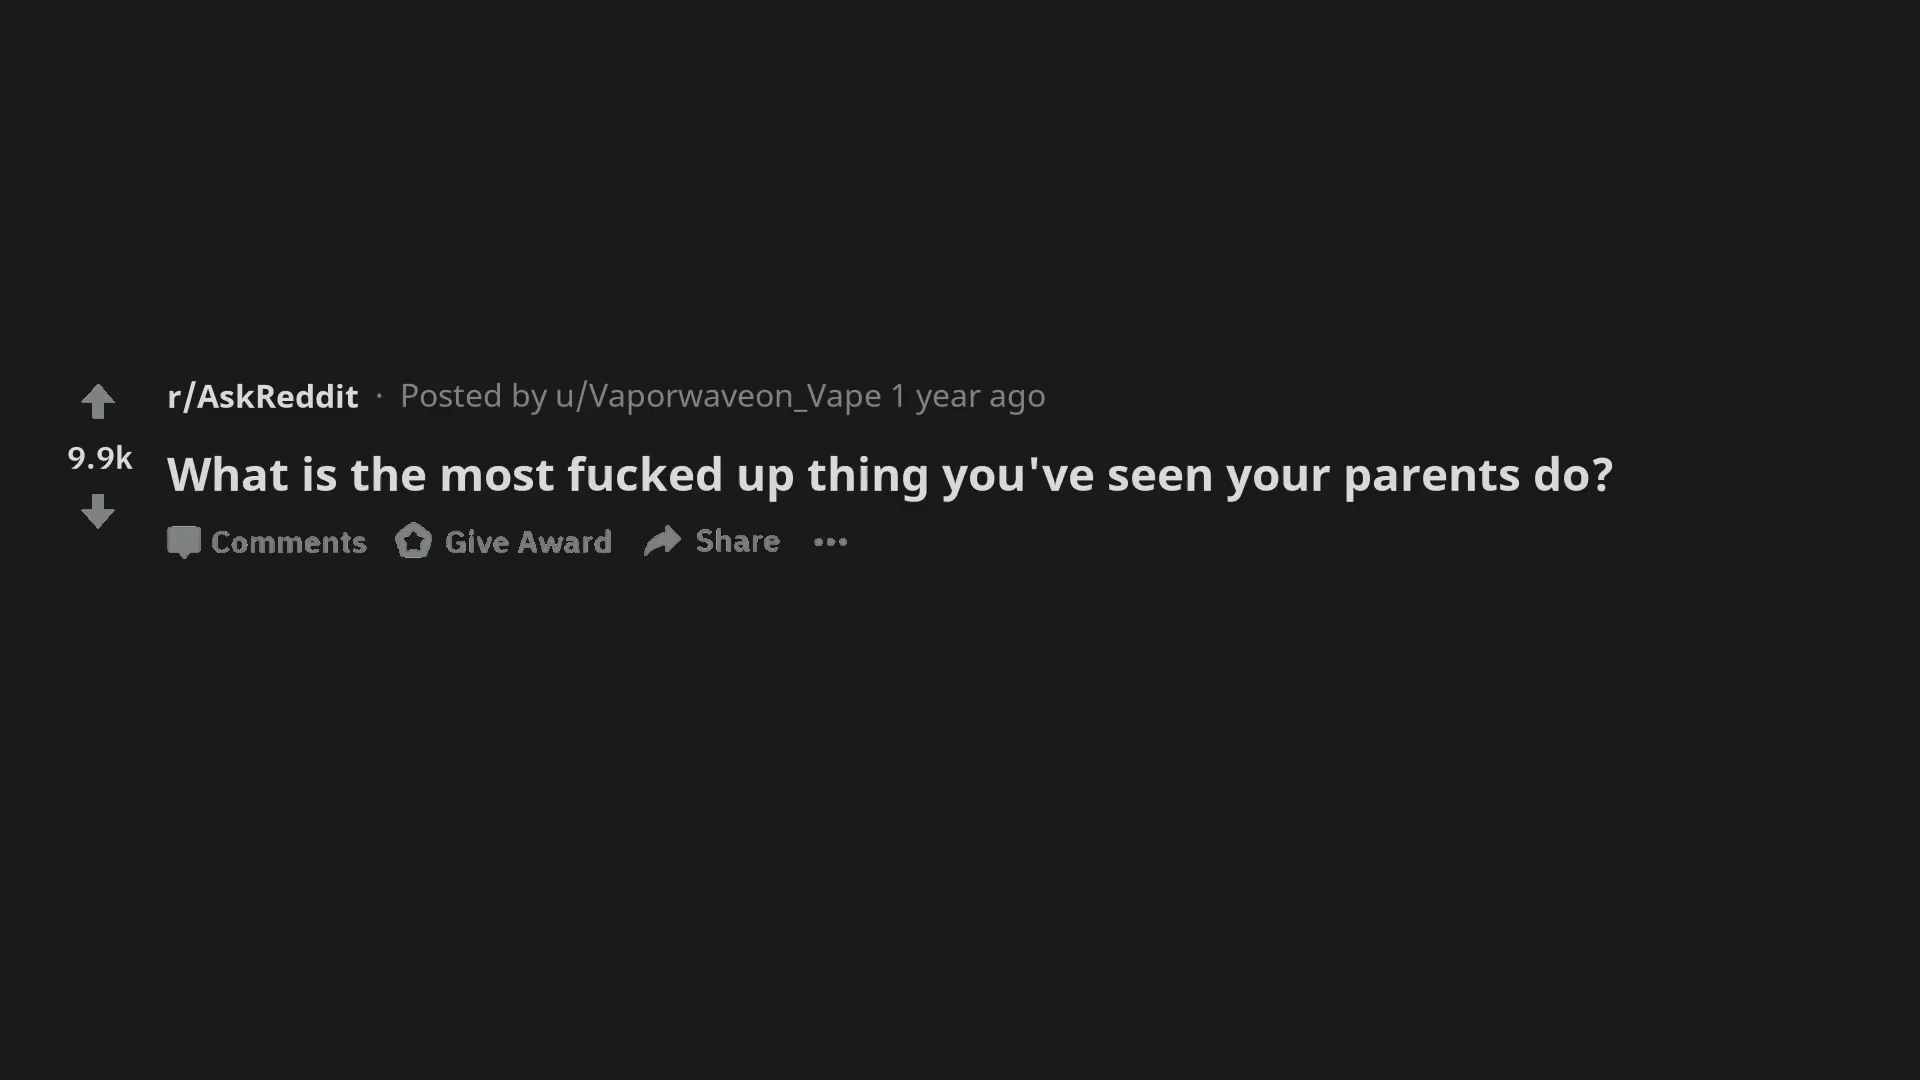 r/AskReddit · Posted by u/Vaporwaveon_Vape 1 year ago
9.9k
What is the most fucked up thing you've seen your parents do?
Comments Give Award Share •••